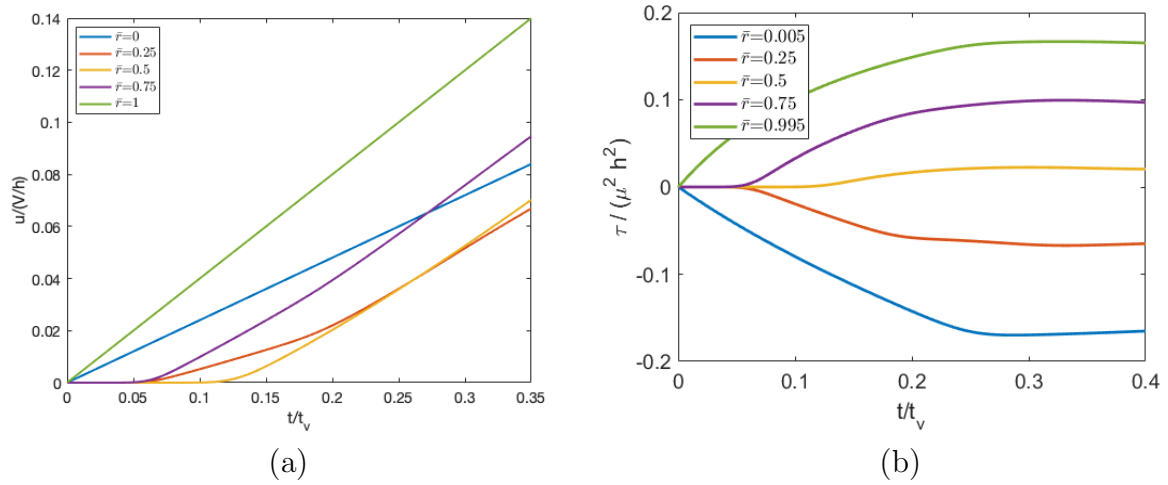 0.14
0.12
0.1
0.08
0.06
0.04
0.02
0
u/(V/h)
r̄=0
r̄=0.25
r̄=0.5
r̄=0.75
r̄=1
0 0.05 0.1 0.15 0.2 0.25 0.3 0.35
t/t_v
(a)
0.2
0.1
0
-0.1
-0.2
τ / (μ² h²)
r̄=0.005
r̄=0.25
r̄=0.5
r̄=0.75
r̄=0.995
0 0.1 0.2 0.3 0.4
t/t_v
(b)